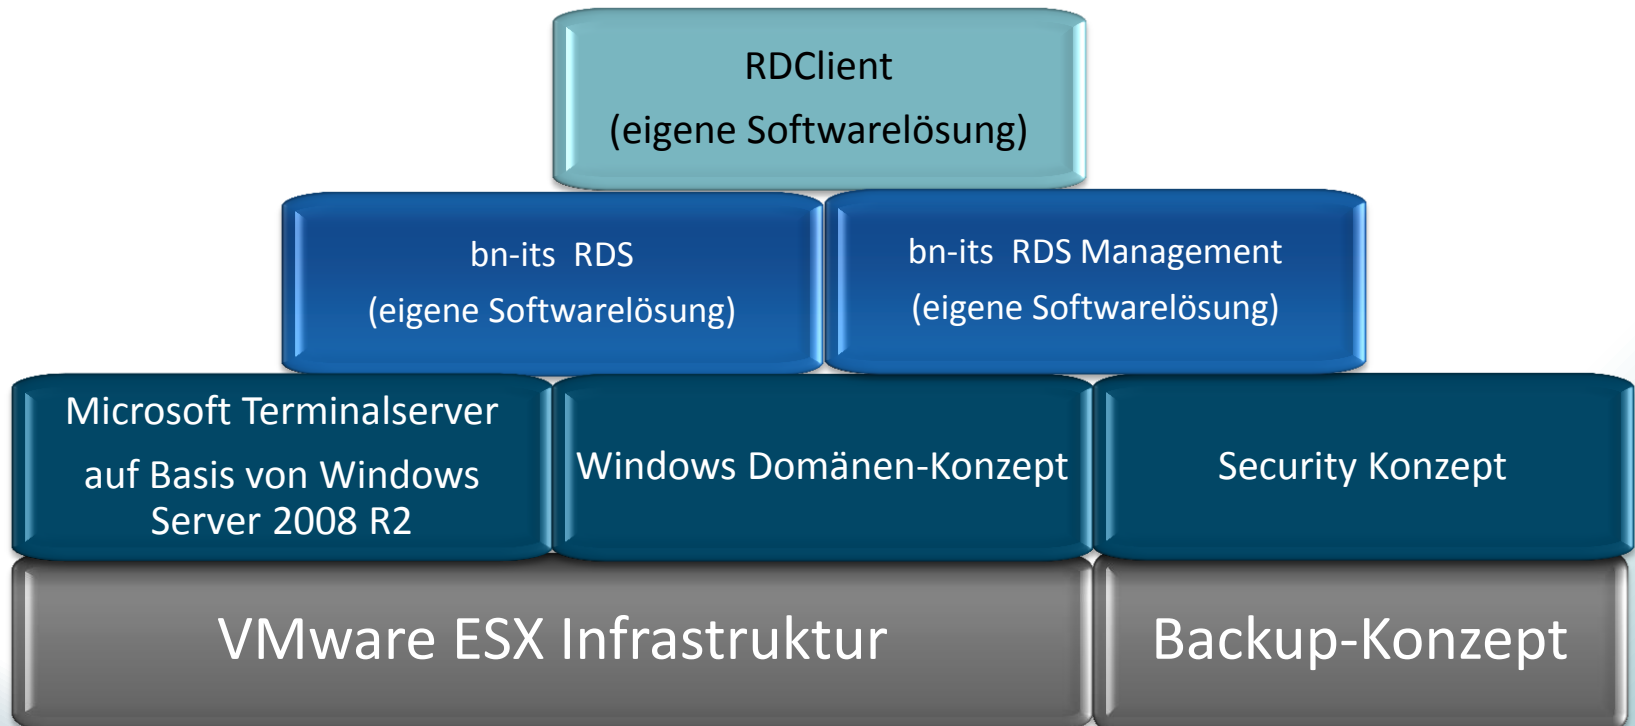 RDClient
(eigene Softwarelösung)
bn-its RDS
(eigene Softwarelösung)
bn-its RDS Management
(eigene Softwarelösung)
Microsoft Terminalserver
auf Basis von Windows
Server 2008 R2
Windows Domänen-Konzept
Security Konzept
VMware ESX Infrastruktur
Backup-Konzept